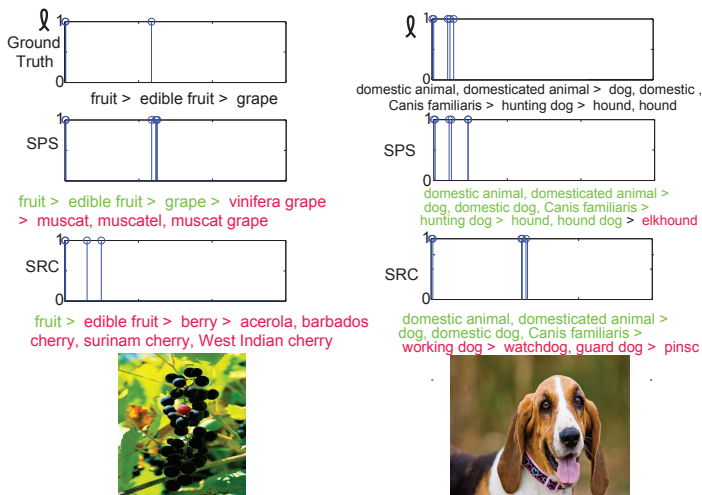 1
Ground
Truth
0
fruit > edible fruit > grape
1
SPS
0
fruit > edible fruit > grape > vinifera grape
> muscat, muscatel, muscat grape
1
SRC
0
fruit > edible fruit > berry > acerola, barbados
cherry, surinam cherry, West Indian cherry
1
0
domestic animal, domesticated animal > dog, domestic ,
Canis familiaris > hunting dog > hound, hound
1
SPS
0
domestic animal, domesticated animal >
dog, domestic dog, Canis familiaris >
hunting dog > hound, hound dog > elkhound
1
SRC
0
domestic animal, domesticated animal >
dog, domestic dog, Canis familiaris >
working dog > watchdog, guard dog > pinsc